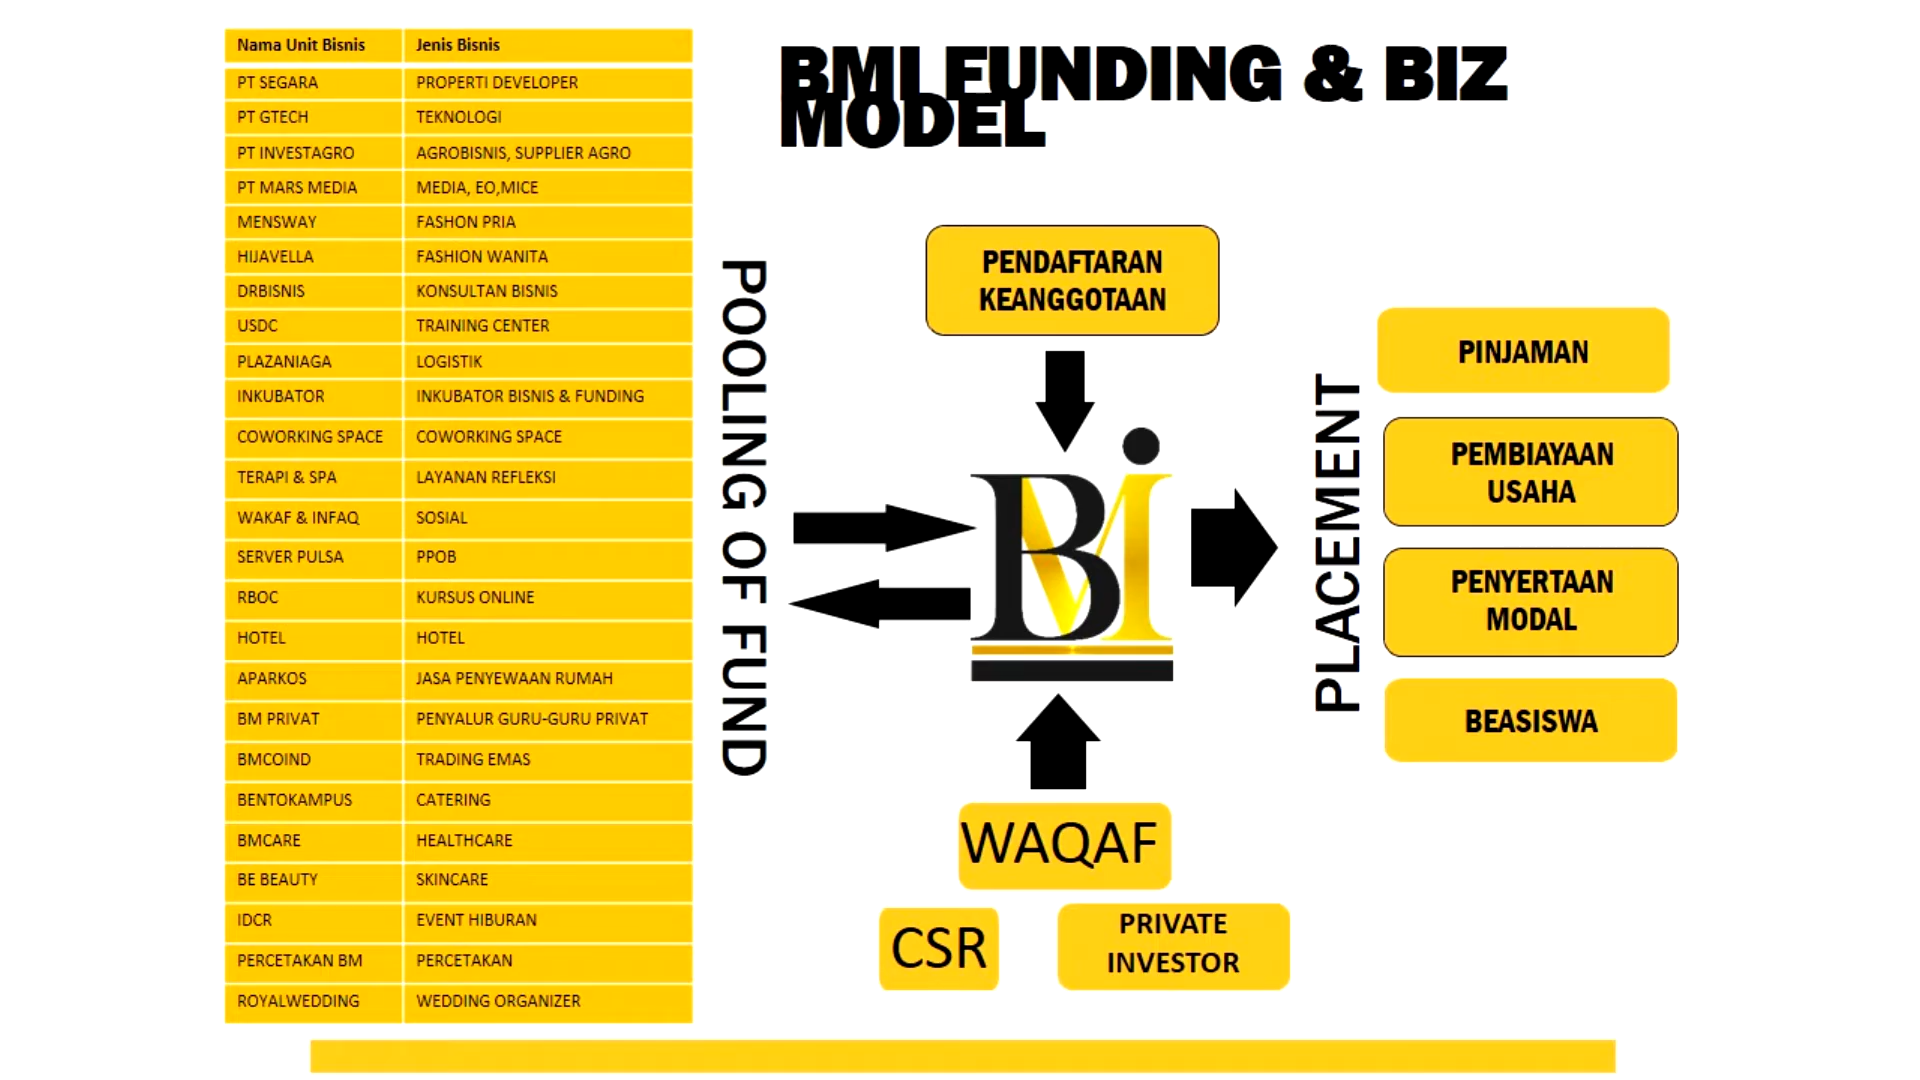 Nama Unit Bisnis Jenis Bisnis
PT SEGARA PROPERTI DEVELOPER
PT GTECH TEKNOLOGI
PT INVESTAGRO AGROBISNIS, SUPPLIER AGRO
PT MARS MEDIA MEDIA, EO,MICE
MENSWAY FASHON PRIA
HIJAVELLA FASHION WANITA
DRBISNIS KONSULTAN BISNIS
USDC TRAINING CENTER
PLAZANIAGA LOGISTIK
INKUBATOR INKUBATOR BISNIS & FUNDING
COWORKING SPACE COWORKING SPACE
TERAPI & SPA LAYANAN REFLEKSI
WAKAF & INFAQ SOSIAL
SERVER PULSA PPOB
RBOC KURSUS ONLINE
HOTEL HOTEL
APARKOS JASA PENYEWAAN RUMAH
BM PRIVAT PENYALUR GURU-GURU PRIVAT
BMCOIND TRADING EMAS
BENTOKAMPUS CATERING
BMCARE HEALTHCARE
BE BEAUTY SKINCARE
IDCR EVENT HIBURAN
PERCETAKAN BM PERCETAKAN
ROYALWEDDING WEDDING ORGANIZER
BMI FUNDING & BIZ
MODEL
POOLING OF FUND
PENDAFTARAN
KEANGGOTAAN
BMi
WAQAF
CSR
PRIVATE
INVESTOR
PLACEMENT
PINJAMAN
PEMBIAYAAN
USAHA
PENYERTAAN
MODAL
BEASISWA